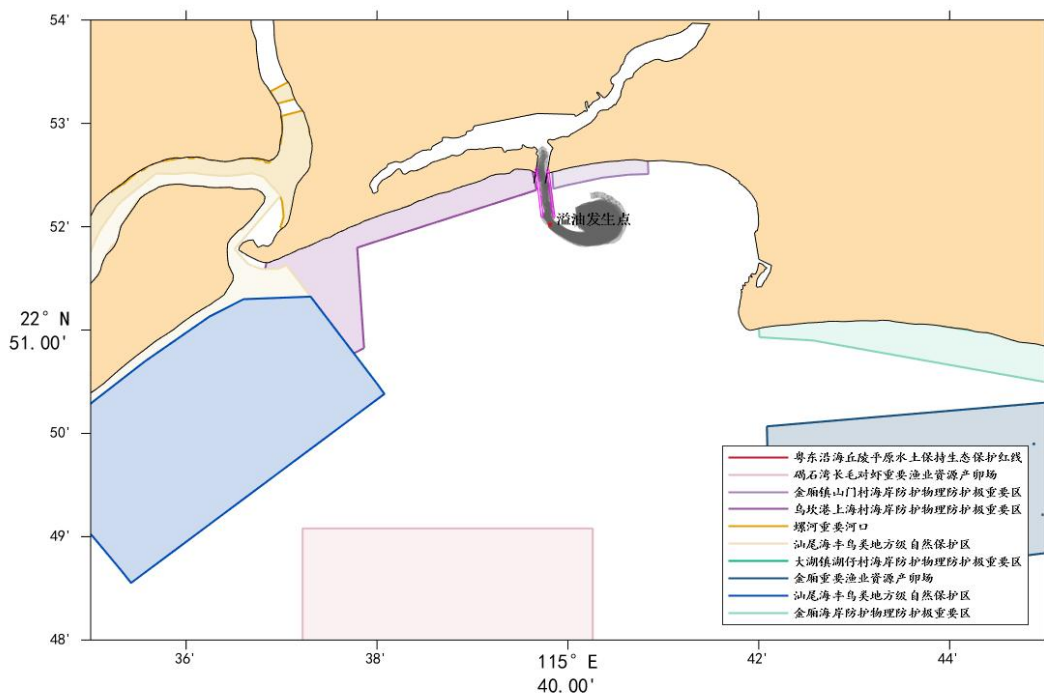 54'
53'
52'
溢油发生点
22° N
51.00'
50'
49'
48'
粤东沿海丘陵平原水土保持生态保护红线
碣石湾长毛对虾重要渔业资源产卵场
金厢镇山门村海岸防护物理防护极重要区
乌坎港上海村海岸防护物理防护极重要区
螺河重要河口
汕尾海丰鸟类地方级自然保护区
大湖镇湖仔村海岸防护物理防护极重要区
金厢重要渔业资源产卵场
汕尾海丰鸟类地方级自然保护区
金厢海岸防护物理防护极重要区
36'
38'
115° E
40.00'
42'
44'